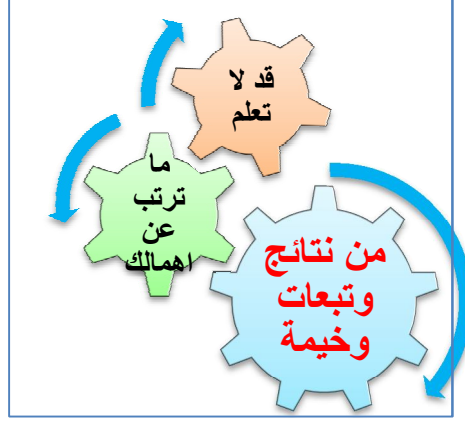 قد لا
تعلم
ما
ترتب
عن
اهمالك
من نتائج
وتبعات
وخيمة